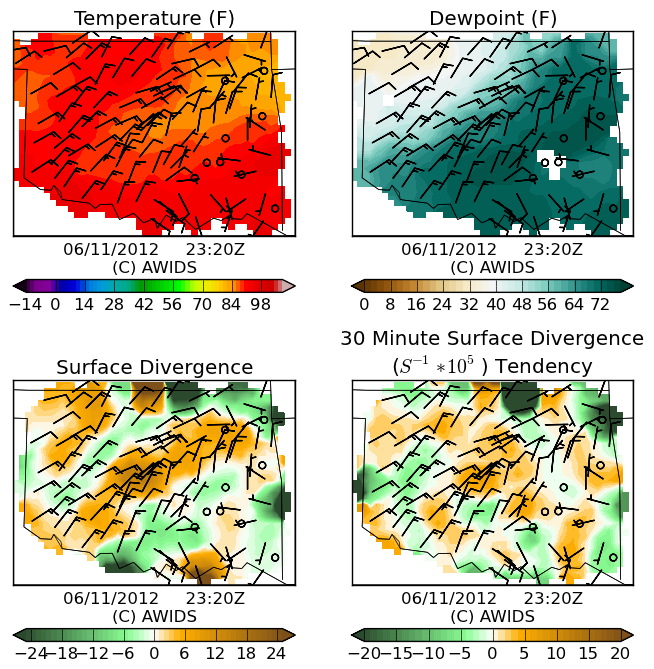 Temperature (F)
Dewpoint (F)
06/11/2012 23:20Z
(C) AWIDS
−14 0 14 28 42 56 70 84 98
06/11/2012 23:20Z
(C) AWIDS
0 8 16 24 32 40 48 56 64 72
Surface Divergence
30 Minute Surface Divergence
(S⁻¹ *10⁵ ) Tendency
06/11/2012 23:20Z
(C) AWIDS
−24 −18 −12 −6 0 6 12 18 24
06/11/2012 23:20Z
(C) AWIDS
−20 −15 −10 −5 0 5 10 15 20